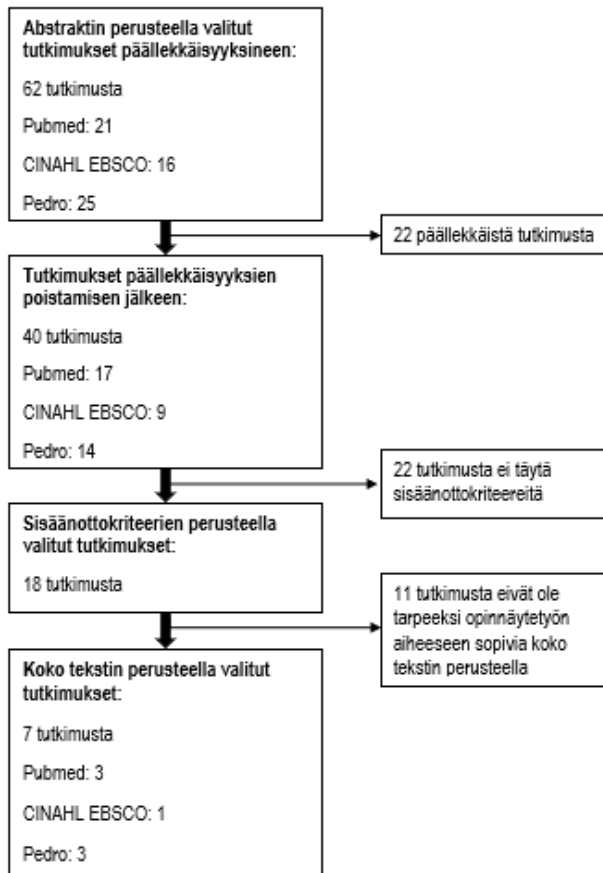 Abstraktin perusteella valitut
tutkimukset päällekkäisyyksineen:
62 tutkimusta
Pubmed: 21
CINAHL EBSCO: 16
Pedro: 25
22 päällekkäistä tutkimusta
Tutkimukset päällekkäisyyksien
poistamisen jälkeen:
40 tutkimusta
Pubmed: 17
CINAHL EBSCO: 9
Pedro: 14
22 tutkimusta ei täytä
sisäänottokriteereitä
Sisäänottokriteerien perusteella
valitut tutkimukset:
18 tutkimusta
11 tutkimusta eivät ole
tarpeeksi opinnäytetyön
aiheeseen sopivia koko
tekstin perusteella
Koko tekstin perusteella valitut
tutkimukset:
7 tutkimusta
Pubmed: 3
CINAHL EBSCO: 1
Pedro: 3